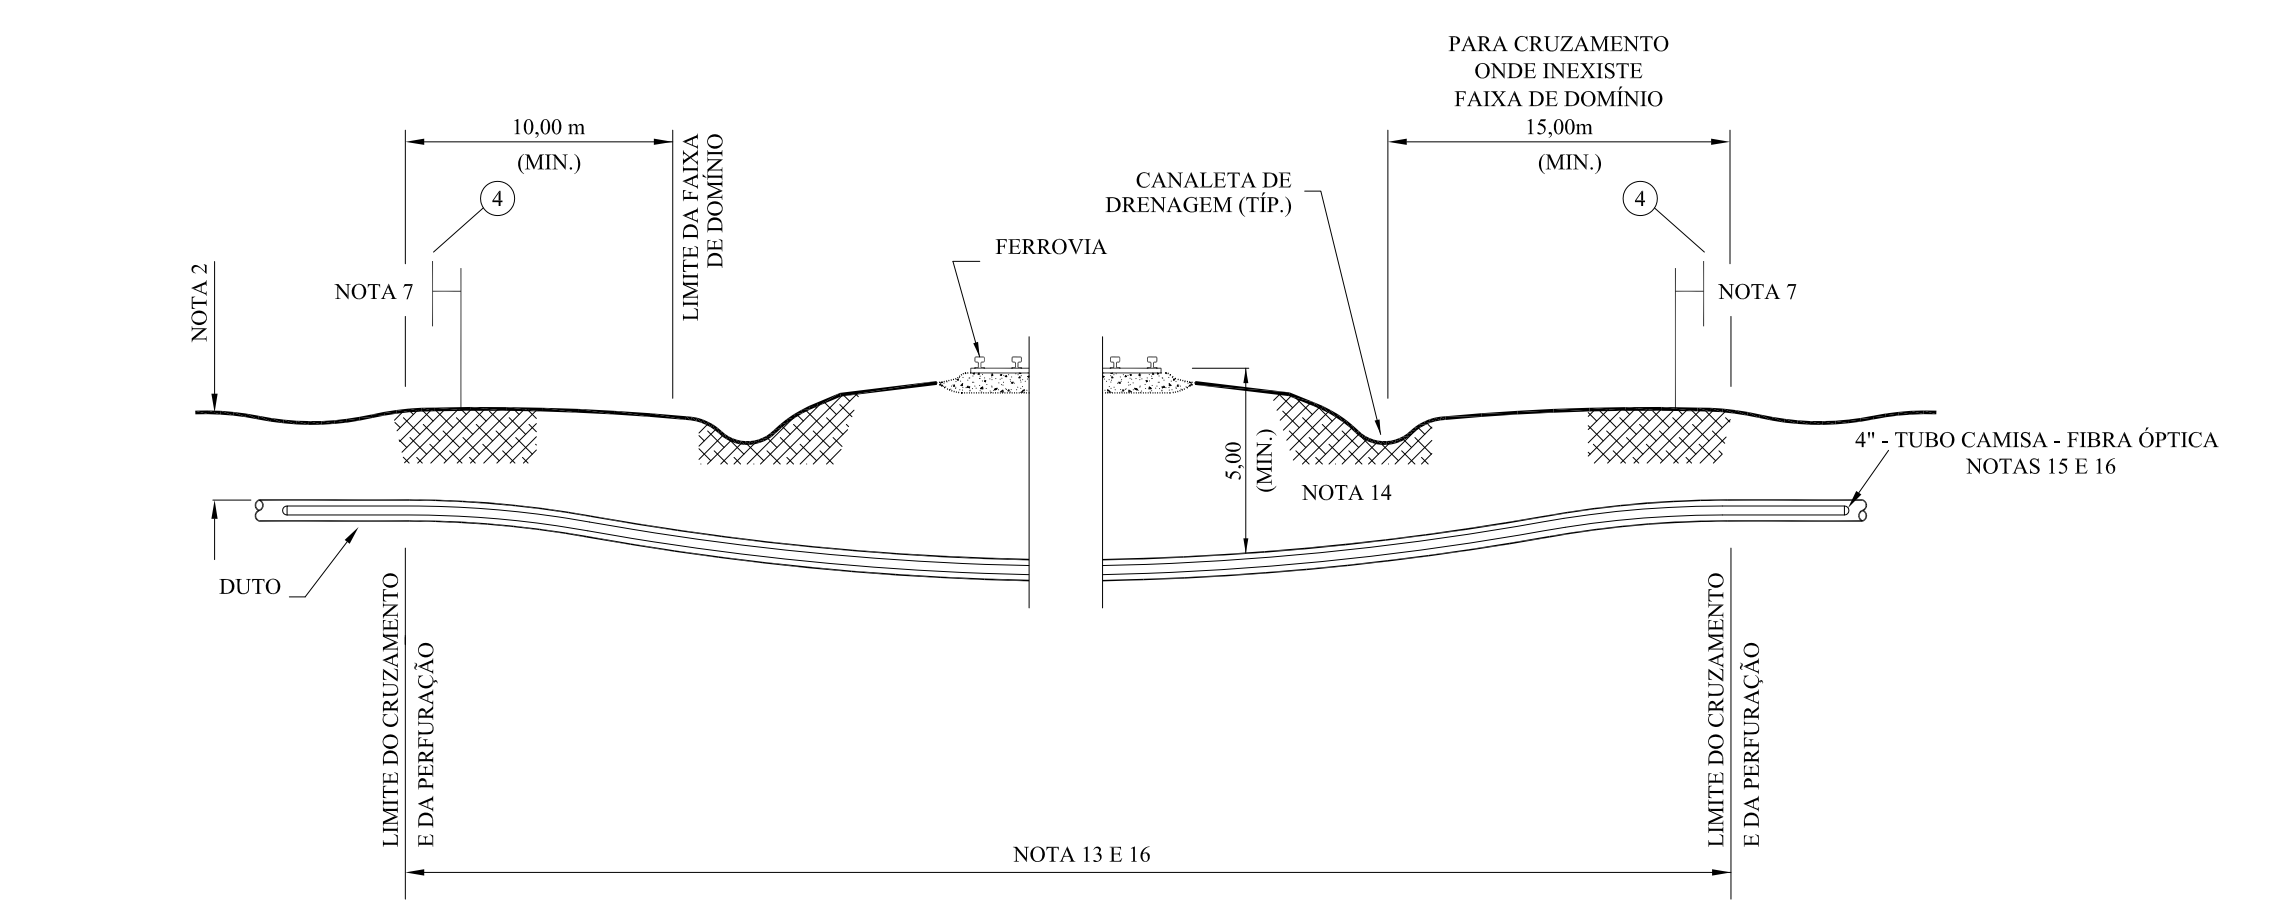 PARA CRUZAMENTO
ONDE INEXISTE
FAIXA DE DOMÍNIO
10,00 m
(MIN.)
15,00m
(MIN.)
LIMITE DA FAIXA
DE DOMÍNIO
4
CANALETA DE
DRENAGEM (TÍP.)
4
FERROVIA
NOTA 2
NOTA 7
NOTA 7
5,00
(MIN.)
4" - TUBO CAMISA - FIBRA ÓPTICA
NOTAS 15 E 16
NOTA 14
DUTO
LIMITE DO CRUZAMENTO
E DA PERFURAÇÃO
LIMITE DO CRUZAMENTO
E DA PERFURAÇÃO
NOTA 13 E 16